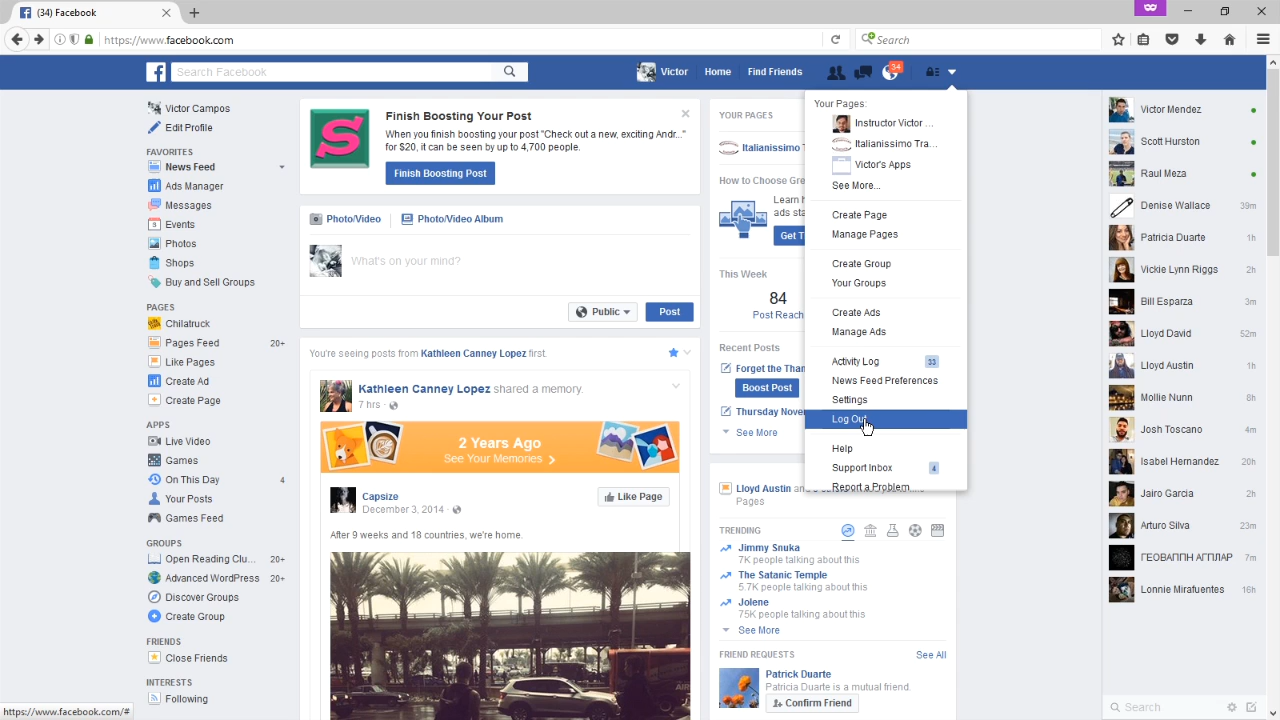 (34) Facebook
https://www.facebook.com
Search
Search Facebook
Victor
Home
Find Friends
34
Victor Campos
Edit Profile
FAVORITES
News Feed
Ads Manager
Messages
Events
Photos
Shops
Buy and Sell Groups
PAGES
Chilatruck
Pages Feed 20+
Like Pages
Create Ad
Create Page
APPS
Live Video
Games
On This Day 4
Your Posts
Games Feed
GROUPS
Open Reading Clu... 20+
Advanced WordPress 20+
Discover Groups
Create Group
FRIENDS
Close Friends
INTERESTS
Following
https://www.facebook.com/#
Finish Boosting Your Post
When you finish boosting your post "Check out a new, exciting Andr..."
for $20, it can be seen by up to 4,700 people.
Finish Boosting Post
Photo/Video
Photo/Video Album
What's on your mind?
Public
Post
You're seeing posts from Kathleen Canney Lopez first.
Kathleen Canney Lopez shared a memory.
7 hrs ·
2 Years Ago
See Your Memories
Capsize
December 3, 2014 ·
Like Page
After 9 weeks and 18 countries, we're home.
YOUR PAGES
Italianissimo T
How to Choose Gre
Learn h
ads sta
Get T
This Week
84
Post Reach
Recent Posts
Forget the Than
Boost Post
Thursday Nove
See More
Lloyd Austin and
Pages
TRENDING
Jimmy Snuka
7K people talking about this
The Satanic Temple
5.7K people talking about this
Jolene
75K people talking about this
See More
FRIEND REQUESTS
See All
Patrick Duarte
Patricia Duarte is a mutual friend.
Confirm Friend
Your Pages:
Instructor Victor ...
Italianissimo Tra...
Victor's Apps
See More...
Create Page
Manage Pages
Create Group
Your Groups
Create Ads
Manage Ads
Activity Log 33
News Feed Preferences
Settings
Log Out
Help
Support Inbox 4
Report a Problem
Victor Mendez
Scott Hurston
Raul Meza
Denise Wallace 39m
Patricia Duarte 1h
Vickie Lynn Riggs 2h
Bill Esparza 3m
Lloyd David 52m
Lloyd Austin 1h
Mollie Nunn 8h
Josh Toscano 4m
Isabel Hernandez 20h
Jairo Garcia 2h
Arturo Silva 23m
Lonnie Mirafuentes 16h
Search